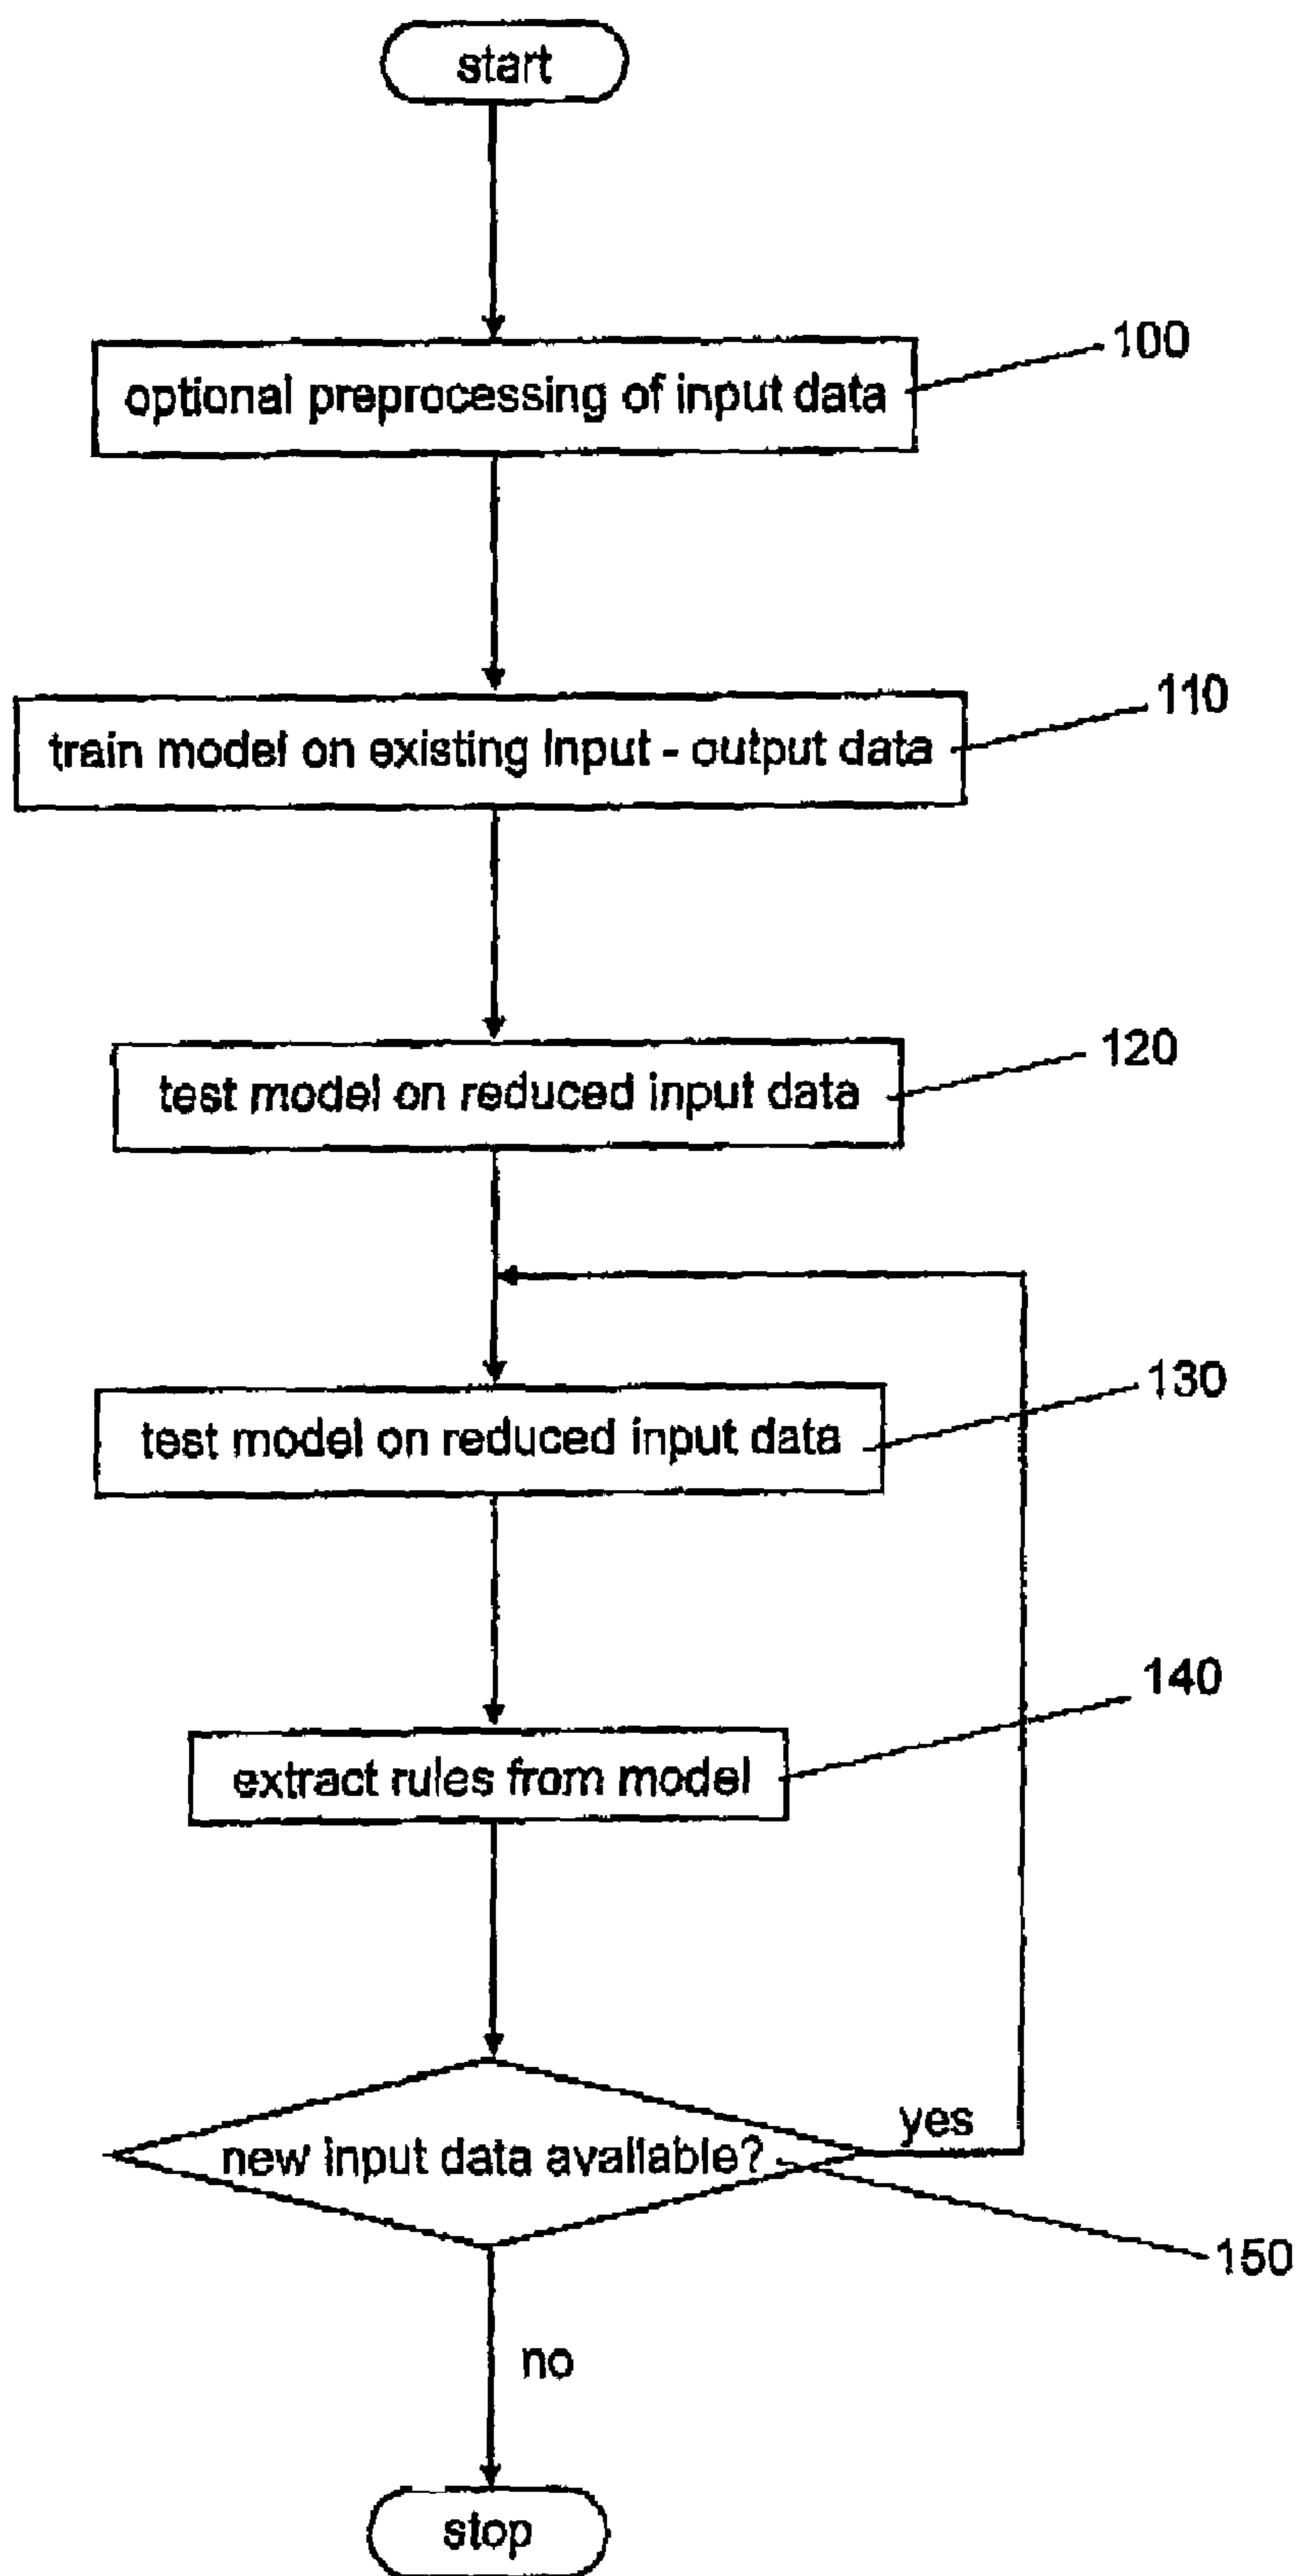 start
optional preprocessing of input data
100
train model on existing input - output data
110
test model on reduced input data
120
test model on reduced input data
130
extract rules from model
140
new input data available?
yes
150
no
stop